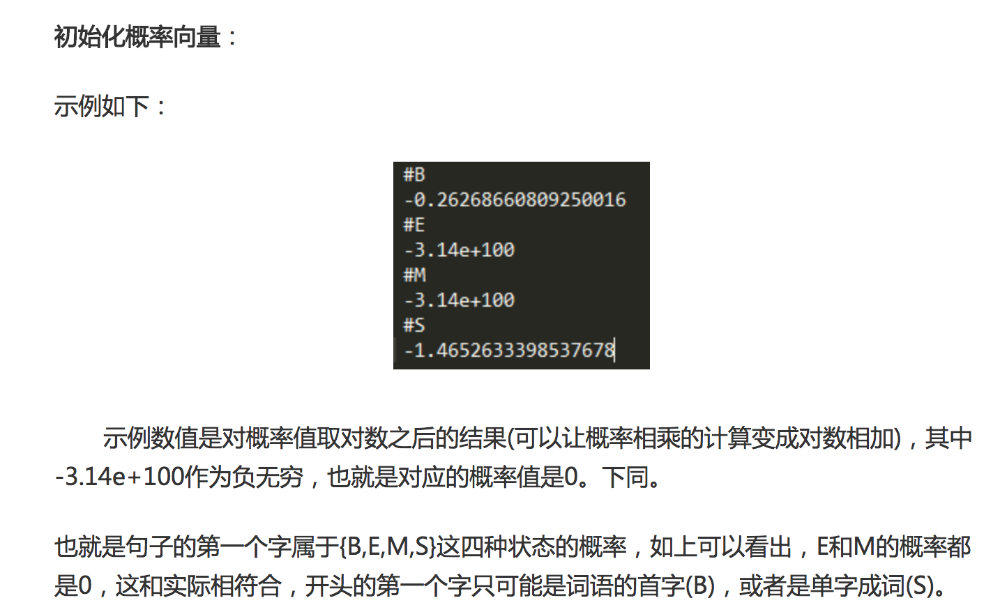 初始化概率向量：
示例如下：
#B
-0.26268660809250016
#E
-3.14e+100
#M
-3.14e+100
#S
-1.4652633398537678
示例数值是对概率值取对数之后的结果(可以让概率相乘的计算变成对数相加)，其中
-3.14e+100作为负无穷，也就是对应的概率值是0。下同。
也就是句子的第一个字属于{B,E,M,S}这四种状态的概率，如上可以看出，E和M的概率都
是0，这和实际相符合，开头的第一个字只可能是词语的首字(B)，或者是单字成词(S)。